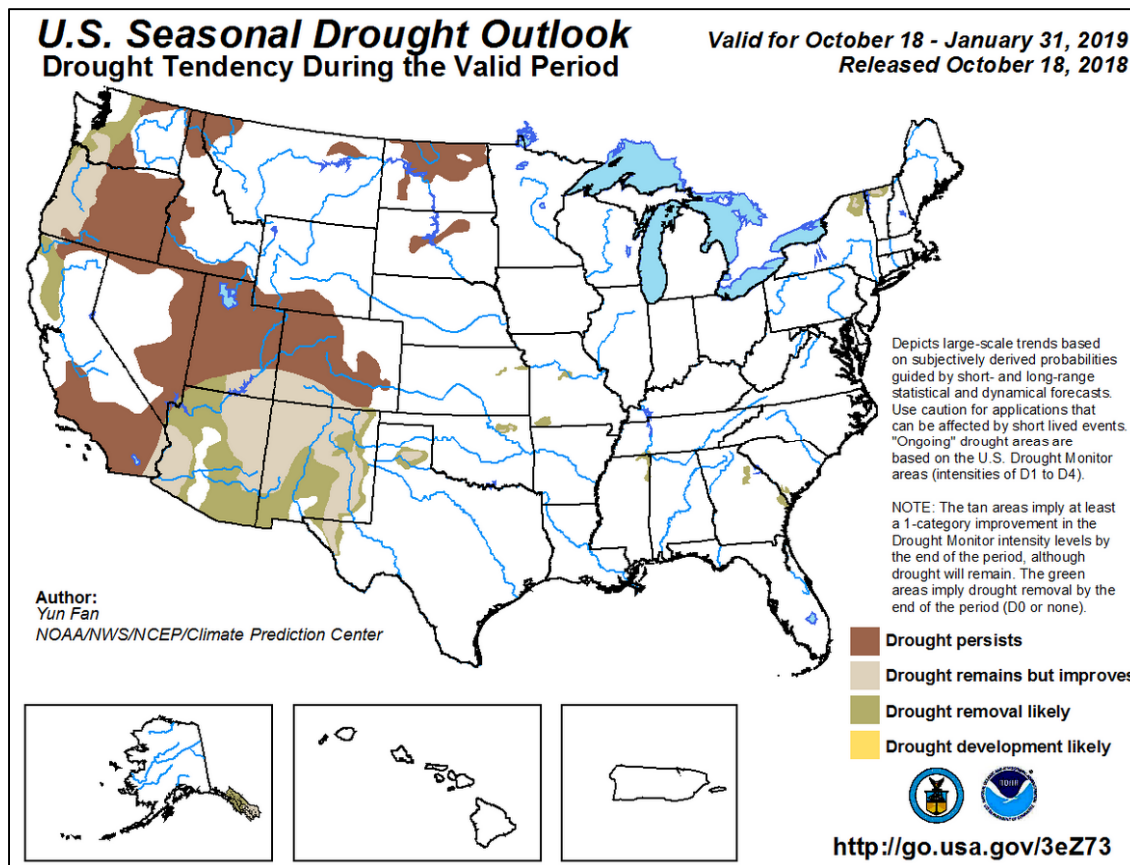 U.S. Seasonal Drought Outlook
Drought Tendency During the Valid Period
Valid for October 18 - January 31, 2019
Released October 18, 2018
Depicts large-scale trends based
on subjectively derived probabilities
guided by short- and long-range
statistical and dynamical forecasts.
Use caution for applications that
can be affected by short lived events.
"Ongoing" drought areas are
based on the U.S. Drought Monitor
areas (intensities of D1 to D4).
NOTE: The tan areas imply at least
a 1-category improvement in the
Drought Monitor intensity levels by
the end of the period, although
drought will remain. The green
areas imply drought removal by the
end of the period (D0 or none).
Author:
Yun Fan
NOAA/NWS/NCEP/Climate Prediction Center
Drought persists
Drought remains but improves
Drought removal likely
Drought development likely
http://go.usa.gov/3eZ73